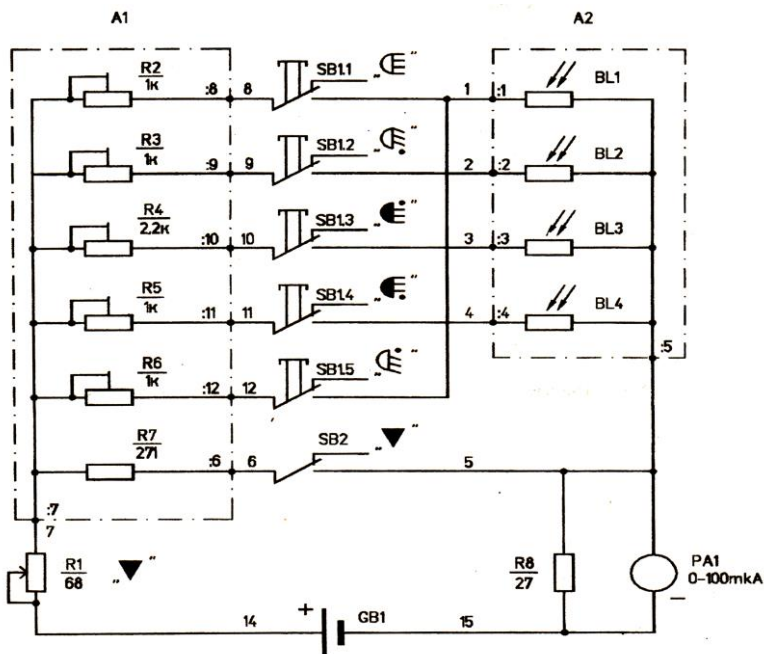 A1 A2
R2 1к :8 8 SB1.1 „ ” 1 :1 BL1
R3 1к :9 9 SB1.2 „ ” 2 :2 BL2
R4 2,2к :10 10 SB1.3 „ ” 3 :3 BL3
R5 1к :11 11 SB1.4 „ ” 4 :4 BL4
:5
R6 1к :12 12 SB1.5 „ ”
R7 271 :6 6 SB2 „▼” 5
:7
7
R1 68 „▼” R8 27 PA1
0-100mkA
–
14 + GB1 15